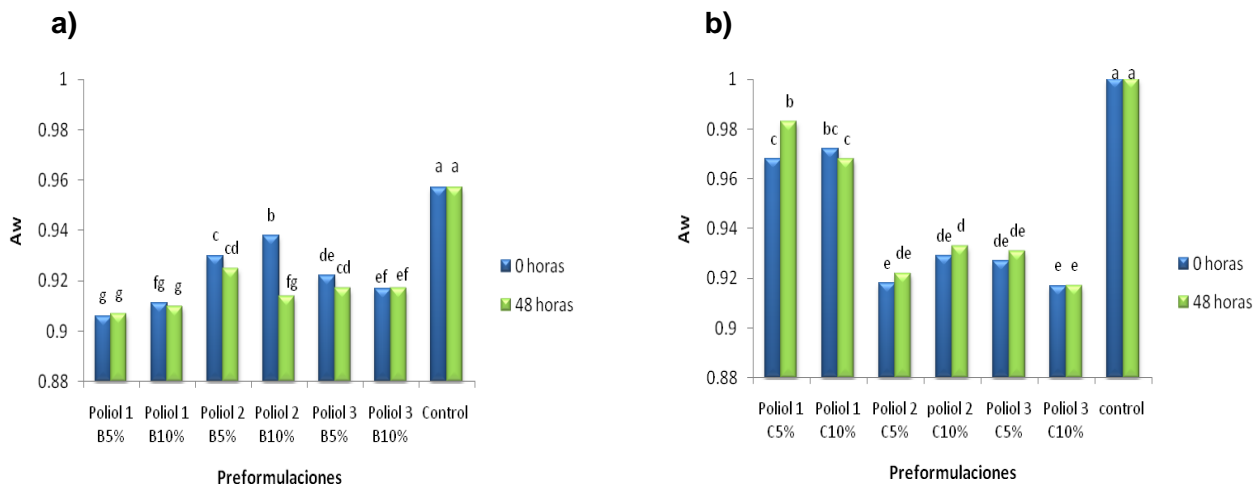 a)
1
0.98
0.96
0.94
0.92
0.9
0.88
Aw
g g fg g c cd b fg de cd ef ef a a
Poliol 1 Poliol 1 Poliol 2 Poliol 2 Poliol 3 Poliol 3 Control
B5% B10% B5% B10% B5% B10%
Preformulaciones
0 horas
48 horas
b)
1
0.98
0.96
0.94
0.92
0.9
0.88
Aw
c b bc c e de de d de de e e a a
Poliol 1 Poliol 1 Poliol 2 poliol 2 Poliol 3 Poliol 3 control
C5% C10% C5% C10% C5% C10%
Preformulaciones
0 horas
48 horas